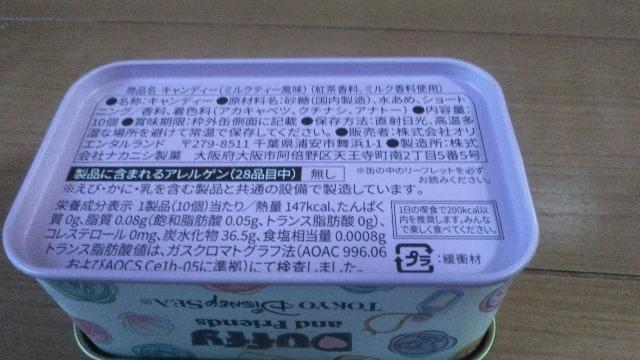 商品名 キャンディー(ミルクティー風味)(紅茶香料、ミルク香料使用)
●名称:キャンディー●原材料名:砂糖(国内製造)、水あめ、ショート
ニング/香料、着色料(アカキャベツ、クチナシ、アナトー) ●内容量:
10個●賞味期限:枠外缶側面に記載 ●保存方法:直射日光、高温多
湿な場所を避けて常温で保存してください。●販売者:株式会社オリ
エンタルランド 〒279-8511 千葉県浦安市舞浜1-1 ●製造所:株式
会社ナカニシ製菓 大阪府大阪市阿倍野区天王寺町南2丁目5番5号
製品に含まれるアレルゲン(28品目中) 無し
※缶の中のリーフレットを必ず
お読みください。
※えび・かに・乳を含む製品と共通の設備で製造しています。
栄養成分表示 1製品(10個)当たり/熱量 147kcal、たんぱく
質 0g、脂質 0.08g(飽和脂肪酸 0.05g、トランス脂肪酸 0g)、
コレステロール 0mg、炭水化物 36.5g、食塩相当量 0.0008g
トランス脂肪酸値は、ガスクロマトグラフ法(AOAC 996.06
およびAOCS Ce1h-05に準拠)にて検査しました。
1日の間食で200kcal以
内を推奨します。みんな
で楽しく食べてください。
プラ :緩衝材
TOKYO DISNEY SEA®
Duffy
and Friends